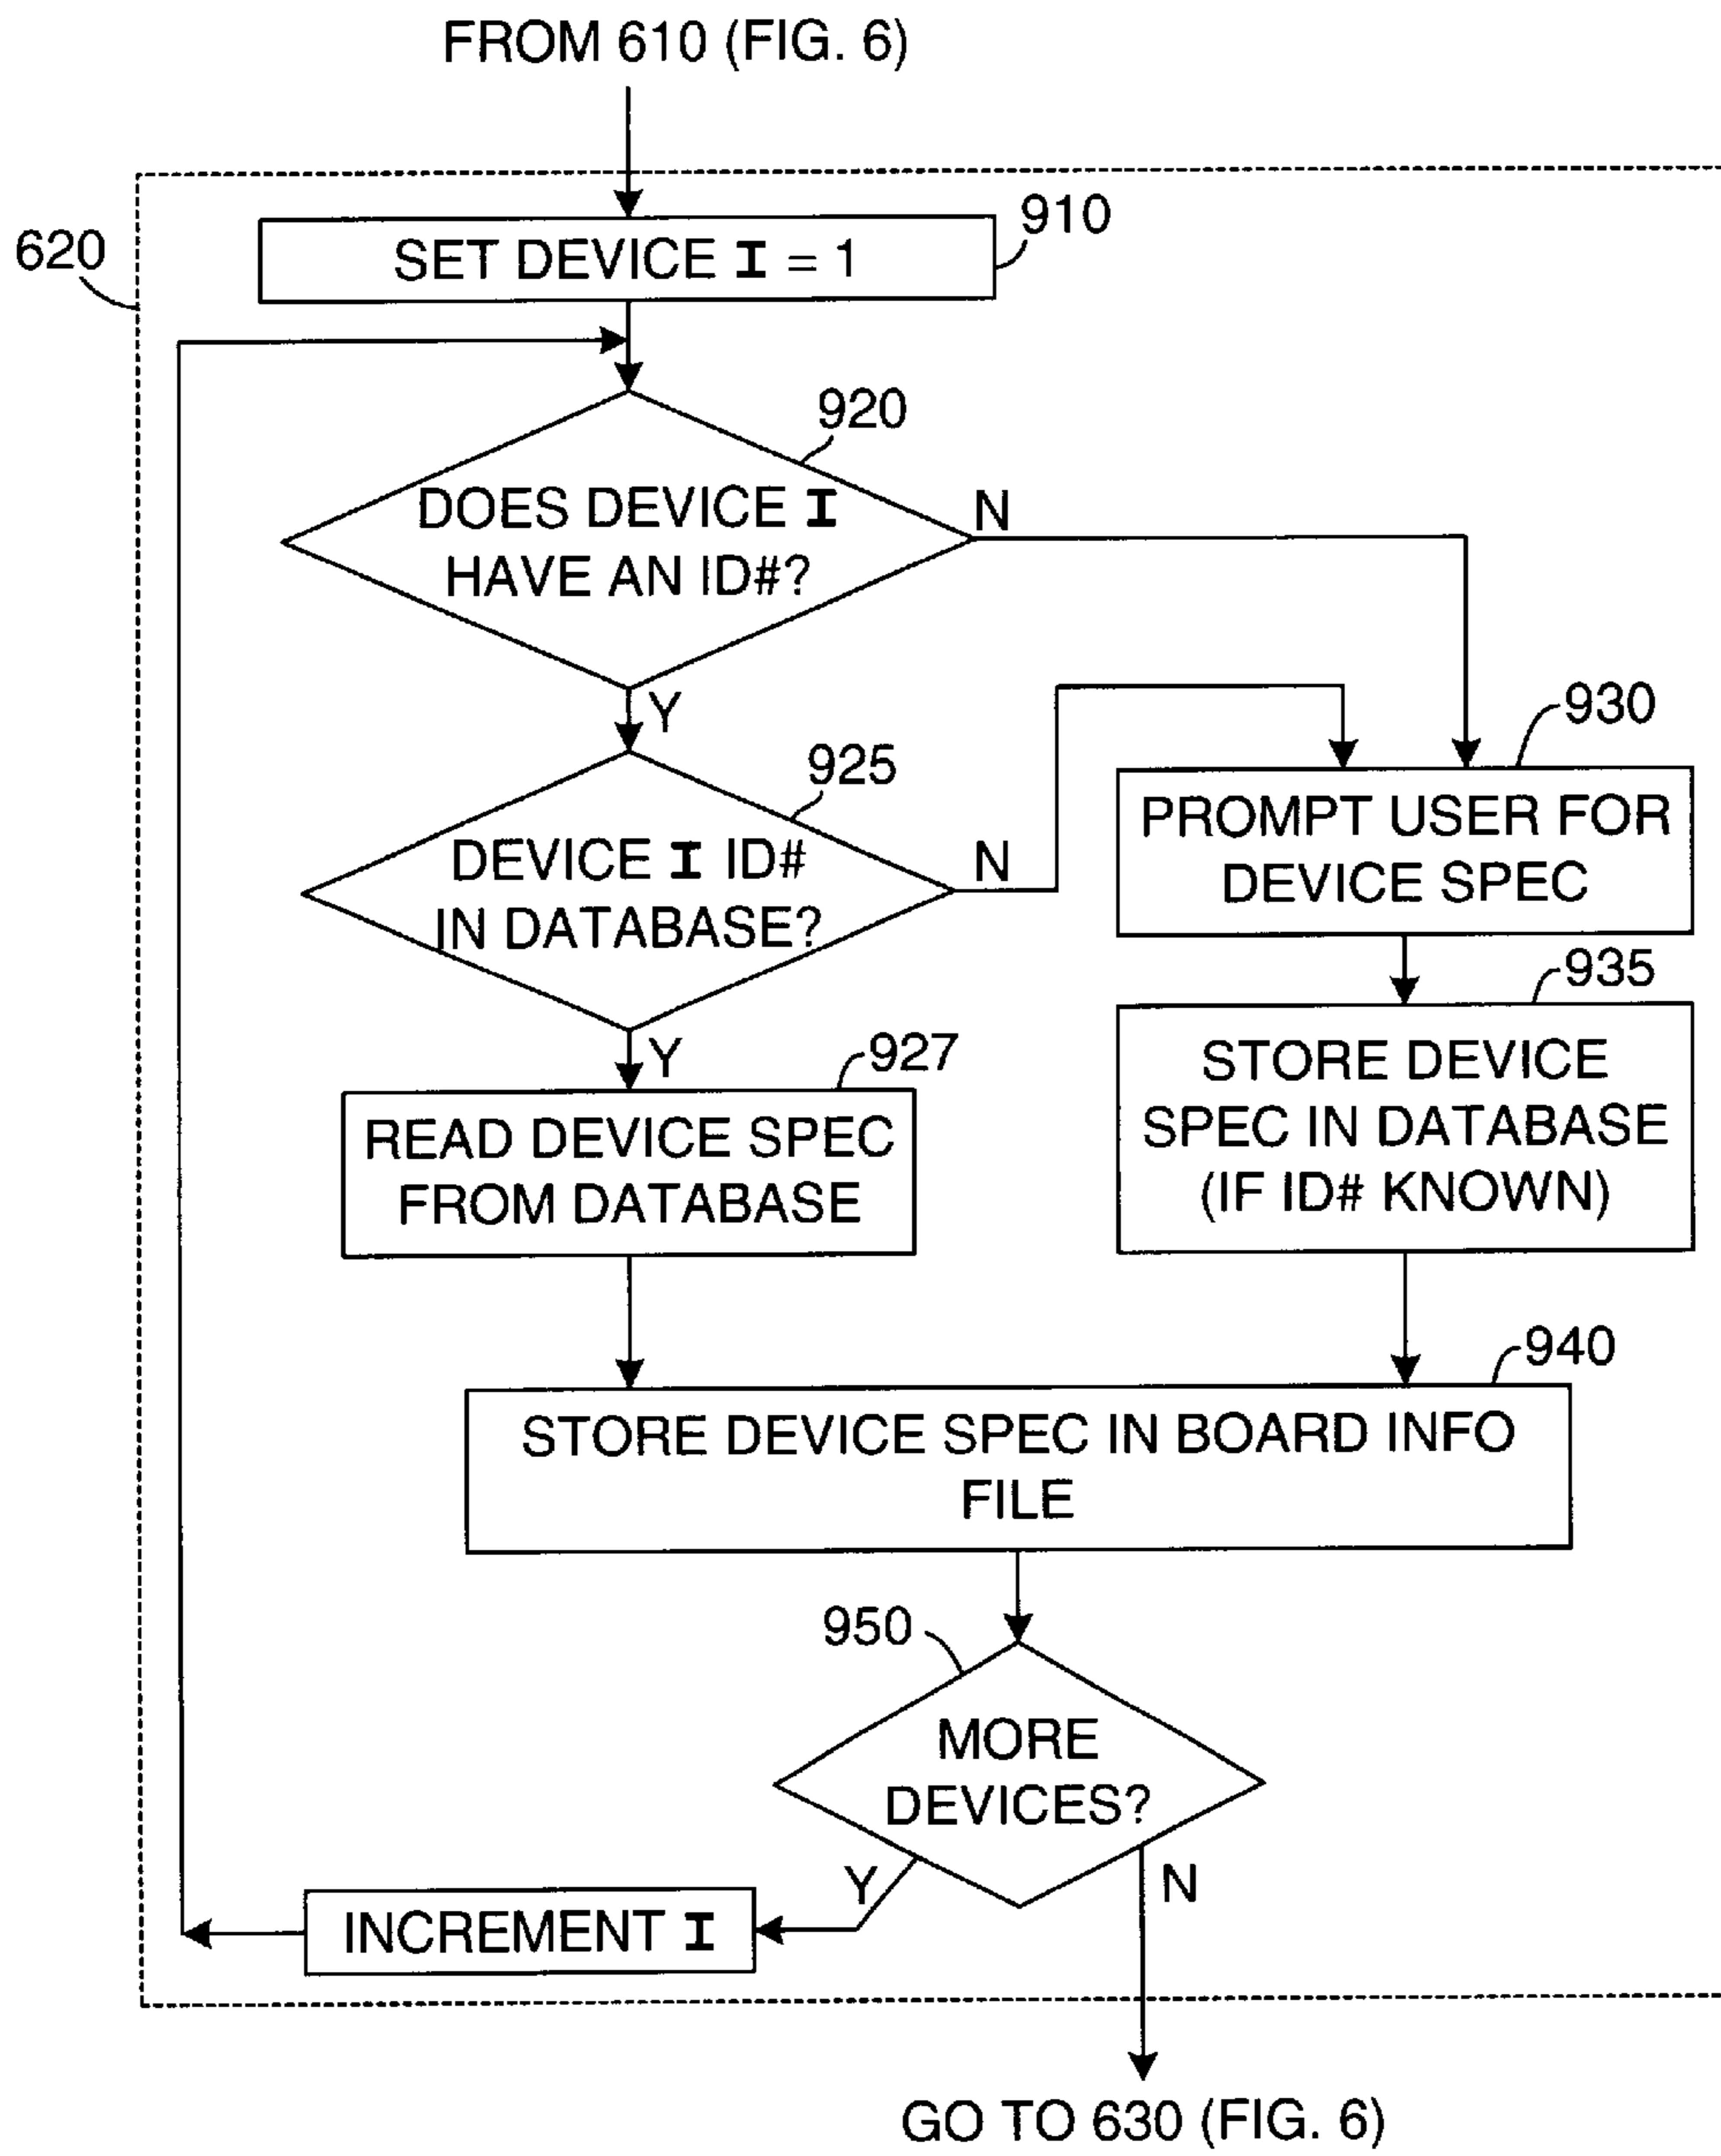 FROM 610 (FIG. 6)
620
910
SET DEVICE I = 1
920
DOES DEVICE I
HAVE AN ID#?
N
Y
925
DEVICE I ID#
IN DATABASE?
N
930
PROMPT USER FOR
DEVICE SPEC
935
STORE DEVICE
SPEC IN DATABASE
(IF ID# KNOWN)
Y
927
READ DEVICE SPEC
FROM DATABASE
940
STORE DEVICE SPEC IN BOARD INFO
FILE
950
MORE
DEVICES?
Y
N
INCREMENT I
GO TO 630 (FIG. 6)